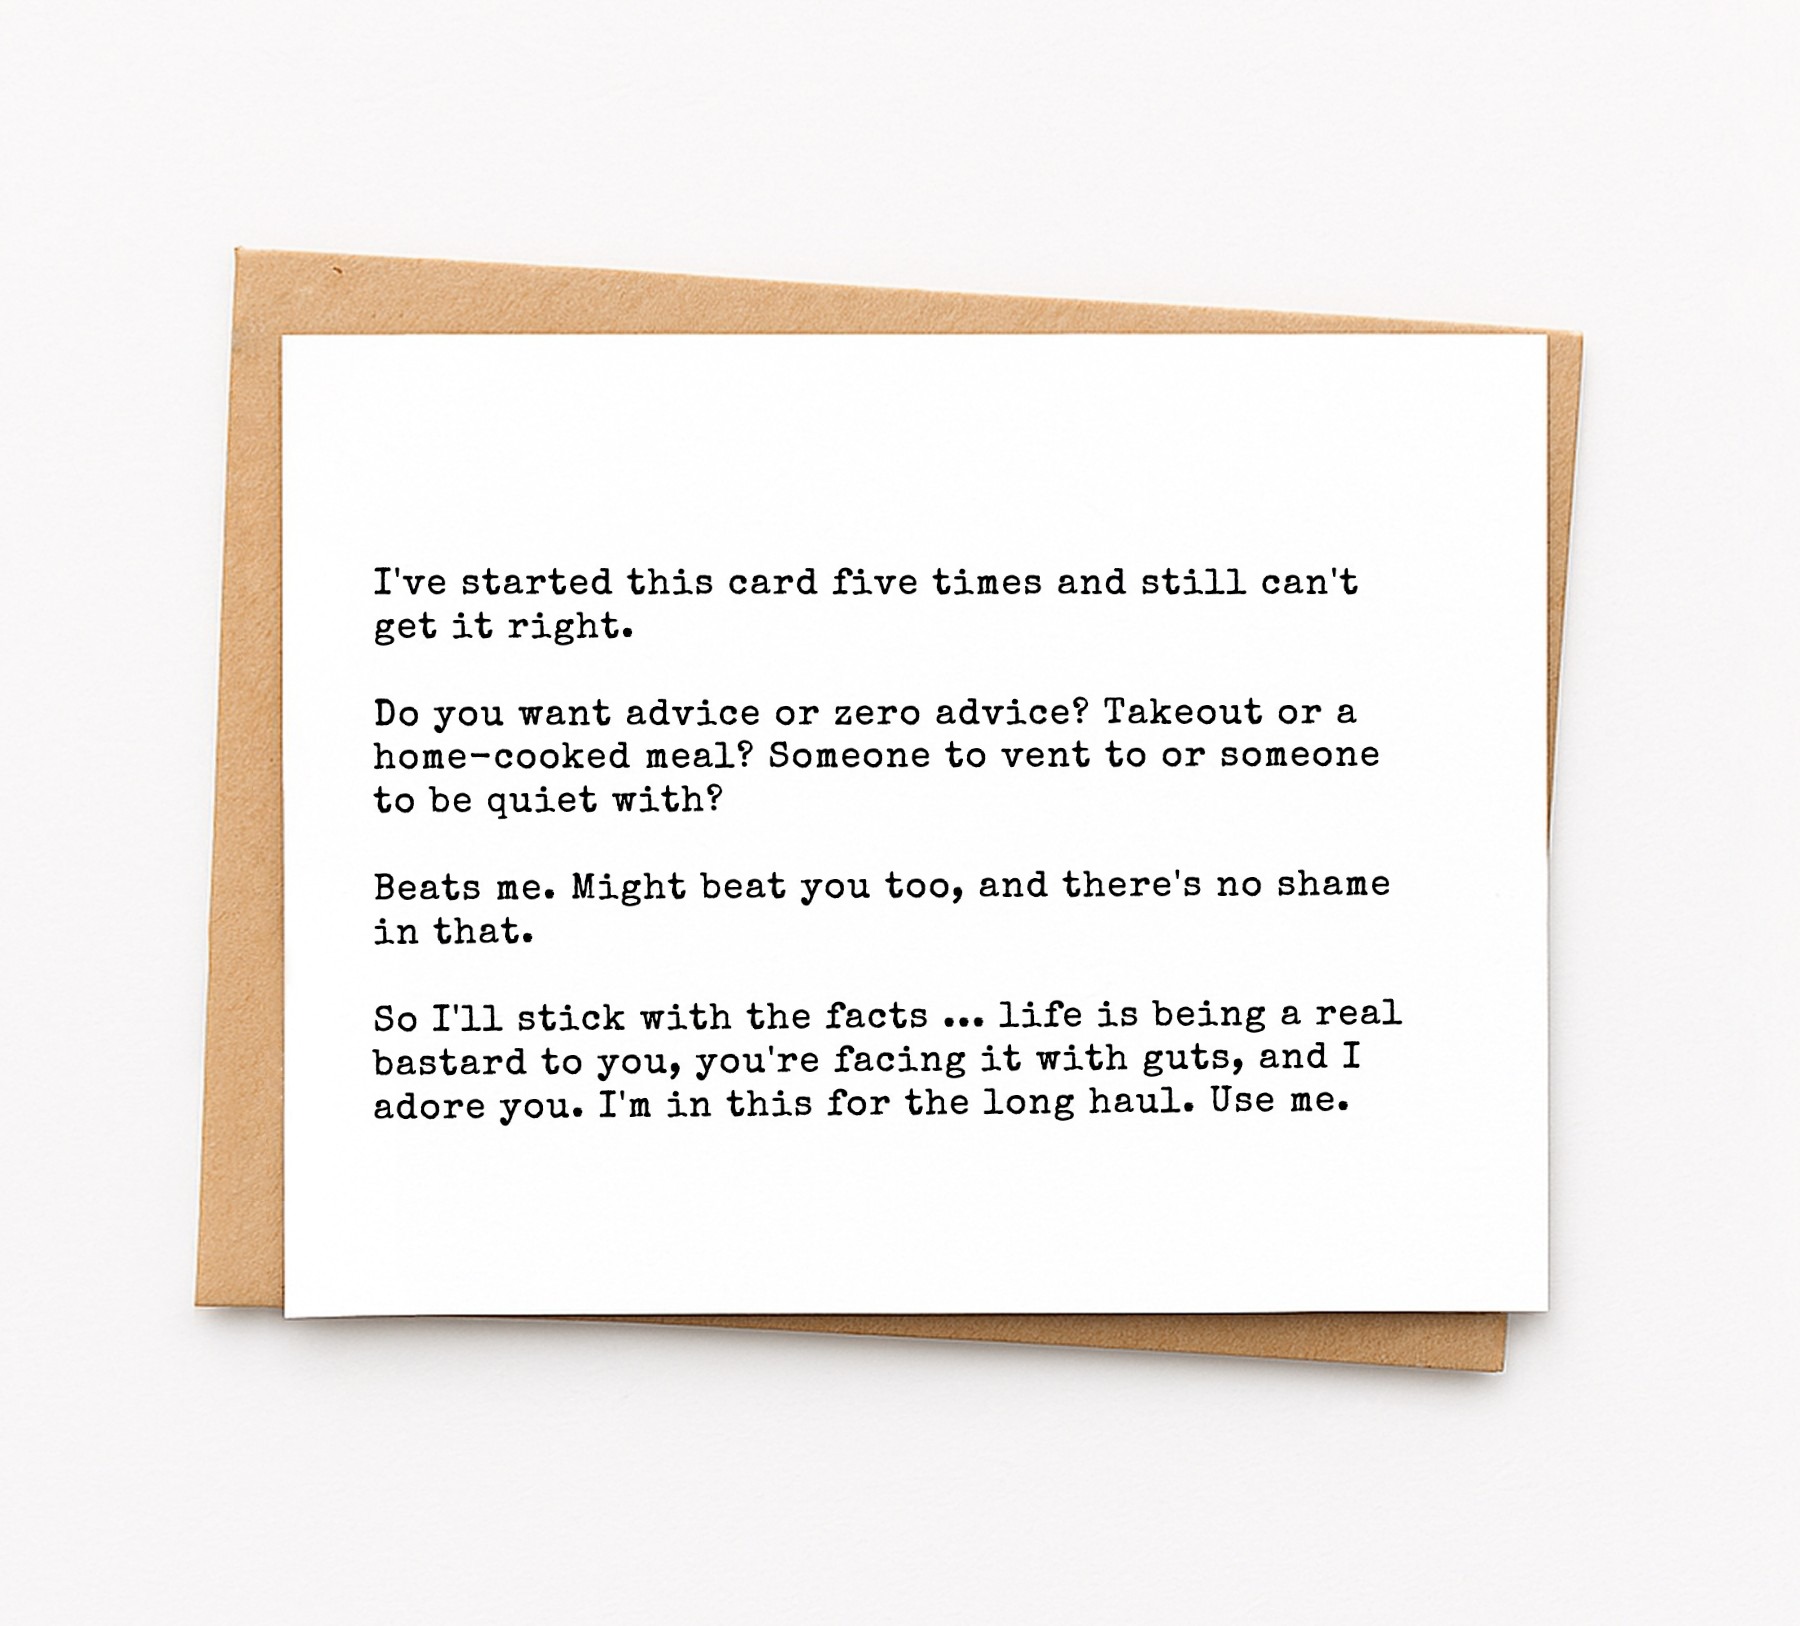 I've started this card five times and still can't
get it right.
Do you want advice or zero advice? Takeout or a
home-cooked meal? Someone to vent to or someone
to be quiet with?
Beats me. Might beat you too, and there's no shame
in that.
So I'll stick with the facts ... life is being a real
bastard to you, you're facing it with guts, and I
adore you. I'm in this for the long haul. Use me.